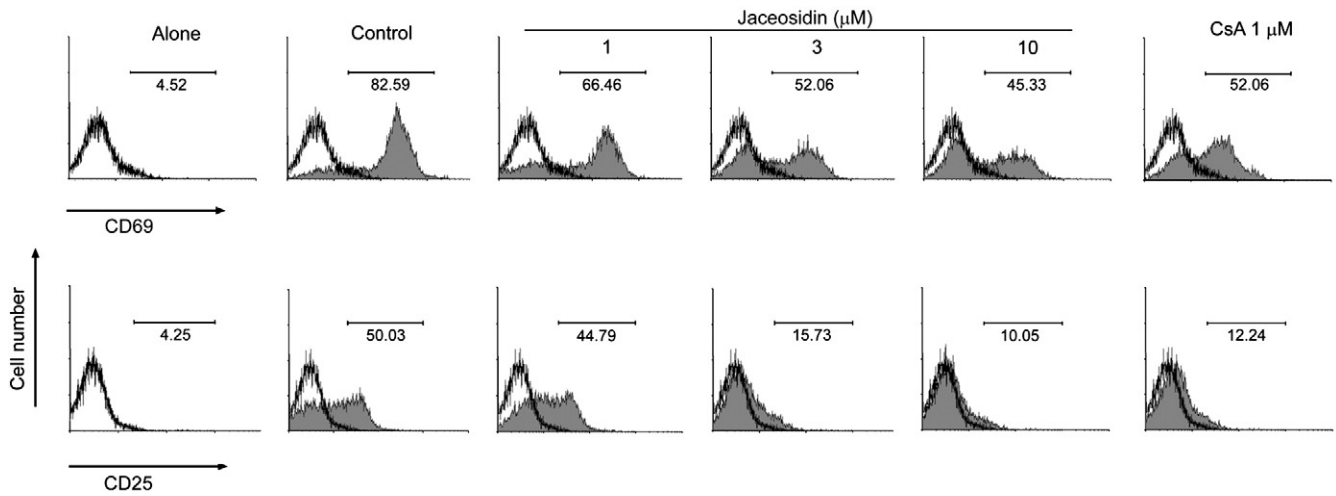 Jaceosidin (μM)
Alone Control 1 3 10 CsA 1 μM
4.52 82.59 66.46 52.06 45.33 52.06
CD69
Cell number
4.25 50.03 44.79 15.73 10.05 12.24
CD25